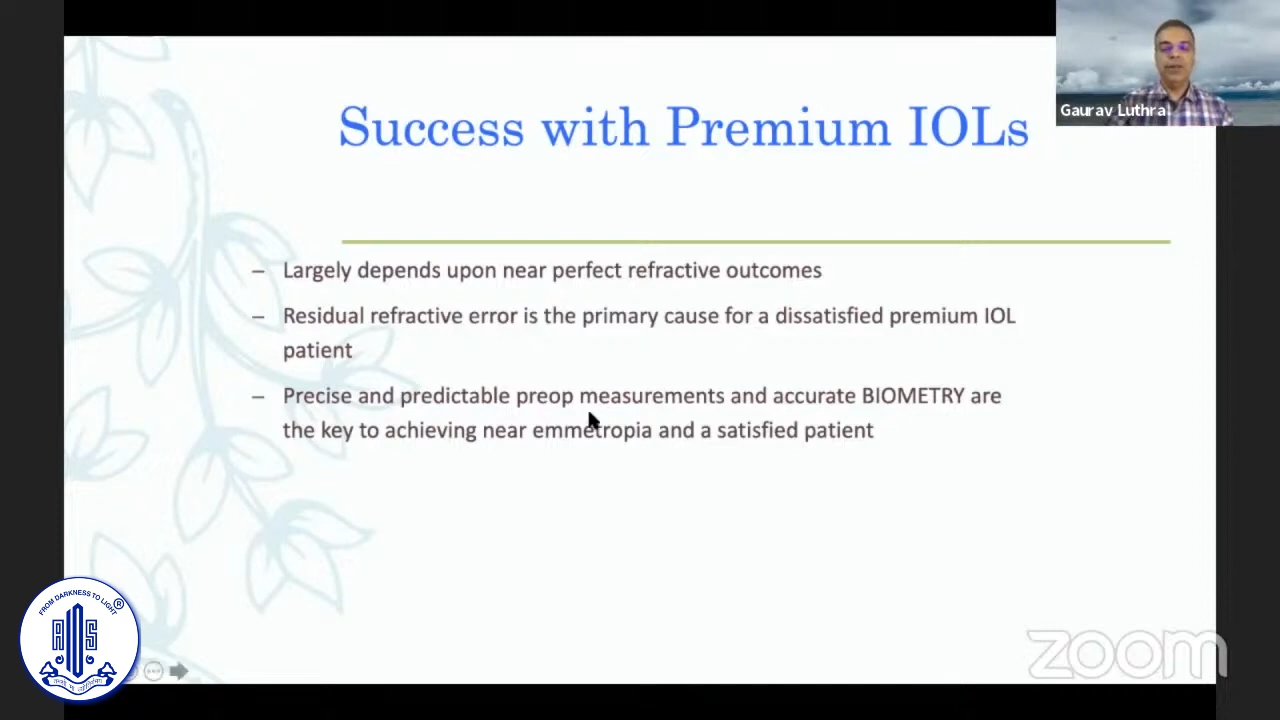 Success with Premium IOLs
Gaurav Luthra
– Largely depends upon near perfect refractive outcomes
– Residual refractive error is the primary cause for a dissatisfied premium IOL
patient
– Precise and predictable preop measurements and accurate BIOMETRY are
the key to achieving near emmetropia and a satisfied patient
FROM DARKNESS TO LIGHT
®
AIOS
zoom